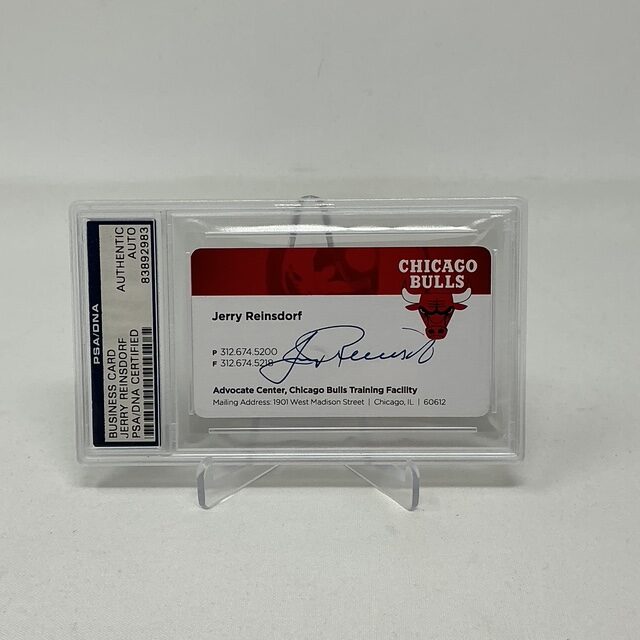 PSA/DNA
BUSINESS CARD
JERRY REINSDORF
PSA/DNA CERTIFIED
AUTHENTIC
AUTO
83892983
CHICAGO
BULLS
Jerry Reinsdorf
P 312.674.5200
F 312.674.5219
Advocate Center, Chicago Bulls Training Facility
Mailing Address: 1901 West Madison Street | Chicago, IL | 60612